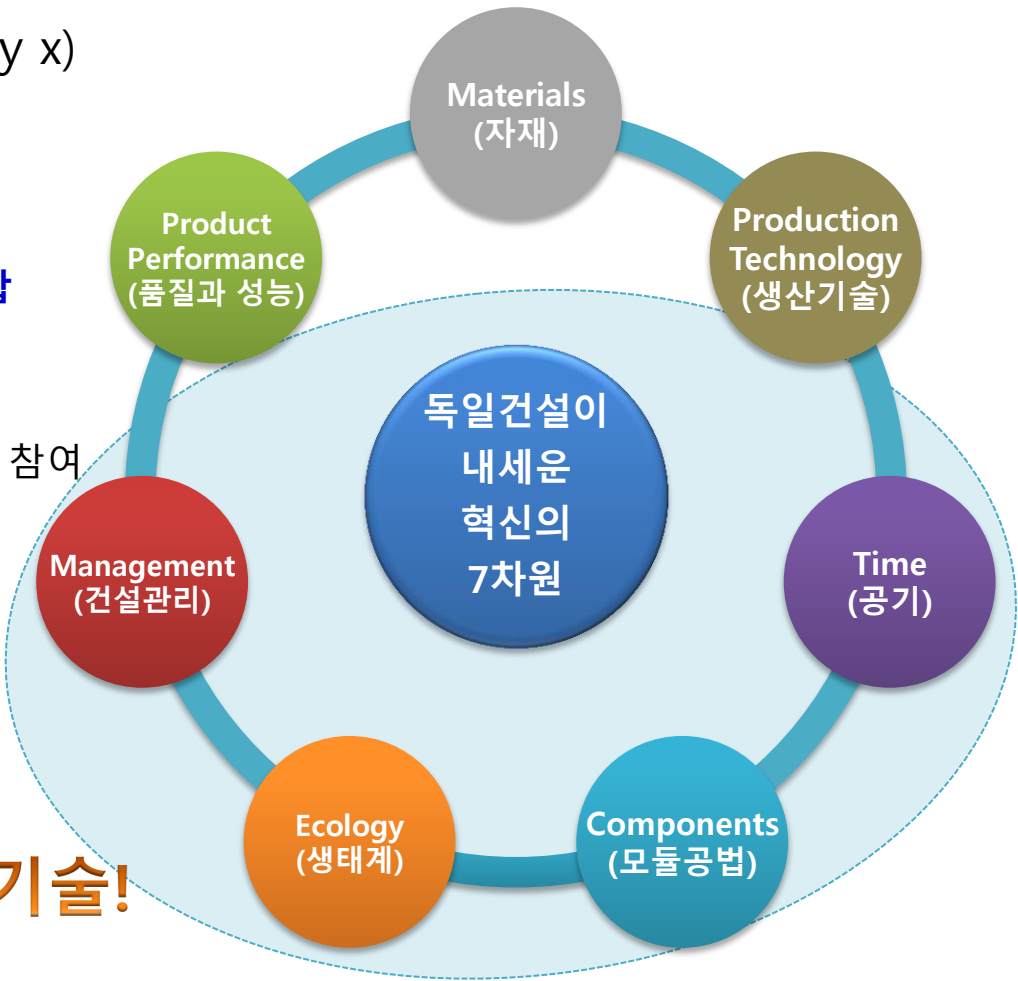 y x)
Materials
(자재)
Product
Performance
(품질과 성능)
Production
Technology
(생산기술)
참여
독일건설이
내세운
혁신의
7차원
Management
(건설관리)
Time
(공기)
Ecology
(생태계)
Components
(모듈공법)
기술!